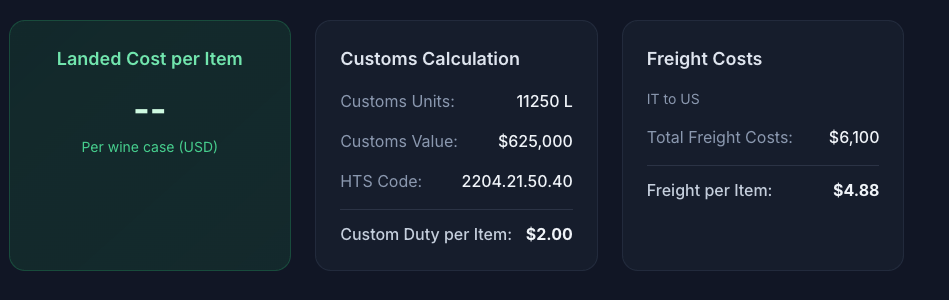 Landed Cost per Item
--
Per wine case (USD)
Customs Calculation
Customs Units: 11250 L
Customs Value: $625,000
HTS Code: 2204.21.50.40
Custom Duty per Item: $2.00
Freight Costs
IT to US
Total Freight Costs: $6,100
Freight per Item: $4.88